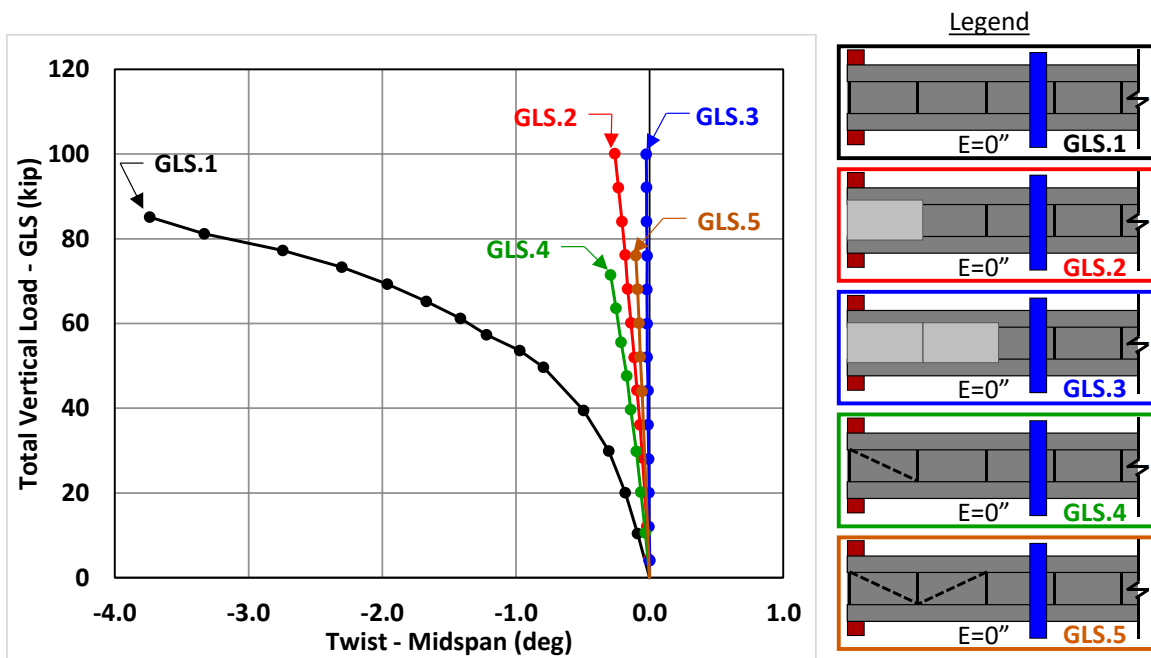 Legend
120
100
80
60
40
20
0
Total Vertical Load - GLS (kip)
GLS.1
GLS.2
GLS.3
GLS.5
GLS.4
-4.0 -3.0 -2.0 -1.0 0.0 1.0
Twist - Midspan (deg)
E=0” GLS.1
E=0” GLS.2
E=0” GLS.3
E=0” GLS.4
E=0” GLS.5